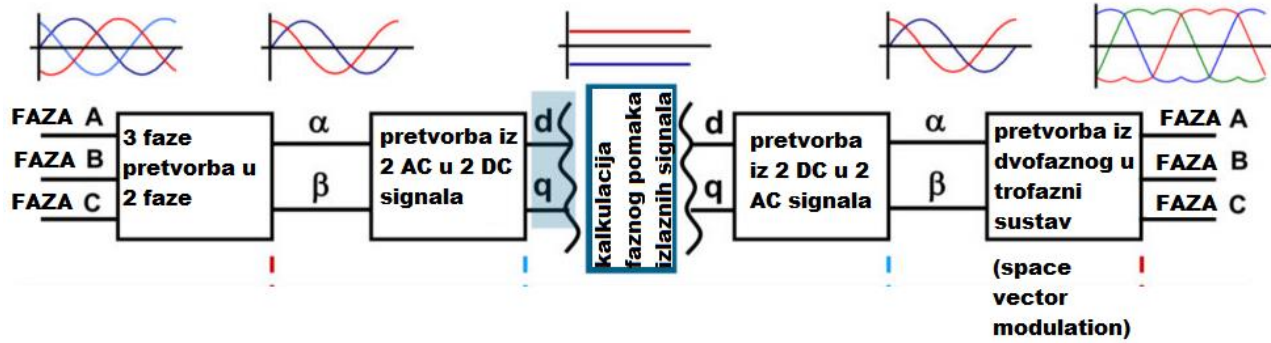 FAZA A
FAZA B
FAZA C
3 faze
pretvorba u
2 faze
α
β
pretvorba iz
2 AC u 2 DC
signala
d
q
kalkulacija
faznog pomaka
izlaznih signala
d
q
pretvorba
iz 2 DC u 2
AC signala
α
β
pretvorba iz
dvofaznog u
trofazni
sustav
(space
vector
modulation)
FAZA A
FAZA B
FAZA C